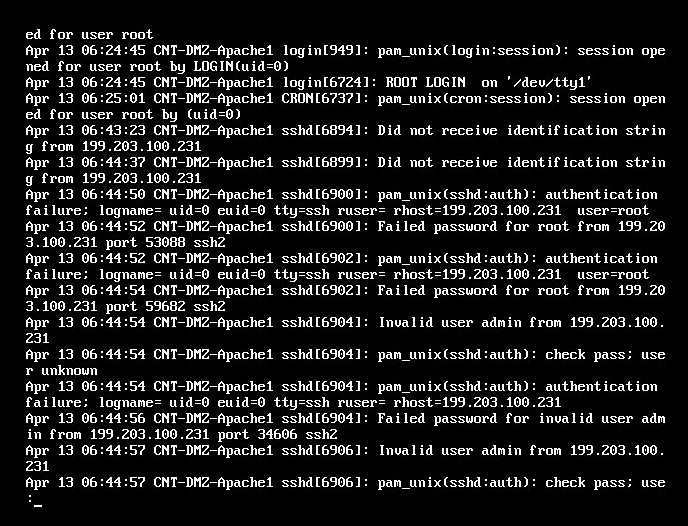 ed for user root
Apr 13 06:24:45 CNT-DMZ-Apache1 login[949]: pam_unix(login:session): session ope
ned for user root by LOGIN(uid=0)
Apr 13 06:24:45 CNT-DMZ-Apache1 login[6724]: ROOT LOGIN  on '/dev/tty1'
Apr 13 06:25:01 CNT-DMZ-Apache1 CRON[6737]: pam_unix(cron:session): session open
ed for user root by (uid=0)
Apr 13 06:43:23 CNT-DMZ-Apache1 sshd[6894]: Did not receive identification strin
g from 199.203.100.231
Apr 13 06:44:37 CNT-DMZ-Apache1 sshd[6899]: Did not receive identification strin
g from 199.203.100.231
Apr 13 06:44:50 CNT-DMZ-Apache1 sshd[6900]: pam_unix(sshd:auth): authentication
failure; logname= uid=0 euid=0 tty=ssh ruser= rhost=199.203.100.231  user=root
Apr 13 06:44:52 CNT-DMZ-Apache1 sshd[6900]: Failed password for root from 199.20
3.100.231 port 53088 ssh2
Apr 13 06:44:52 CNT-DMZ-Apache1 sshd[6902]: pam_unix(sshd:auth): authentication
failure; logname= uid=0 euid=0 tty=ssh ruser= rhost=199.203.100.231  user=root
Apr 13 06:44:54 CNT-DMZ-Apache1 sshd[6902]: Failed password for root from 199.20
3.100.231 port 59682 ssh2
Apr 13 06:44:54 CNT-DMZ-Apache1 sshd[6904]: Invalid user admin from 199.203.100.
231
Apr 13 06:44:54 CNT-DMZ-Apache1 sshd[6904]: pam_unix(sshd:auth): check pass; use
r unknown
Apr 13 06:44:54 CNT-DMZ-Apache1 sshd[6904]: pam_unix(sshd:auth): authentication
failure; logname= uid=0 euid=0 tty=ssh ruser= rhost=199.203.100.231
Apr 13 06:44:56 CNT-DMZ-Apache1 sshd[6904]: Failed password for invalid user adm
in from 199.203.100.231 port 34606 ssh2
Apr 13 06:44:57 CNT-DMZ-Apache1 sshd[6906]: Invalid user admin from 199.203.100.
231
Apr 13 06:44:57 CNT-DMZ-Apache1 sshd[6906]: pam_unix(sshd:auth): check pass; use
:_